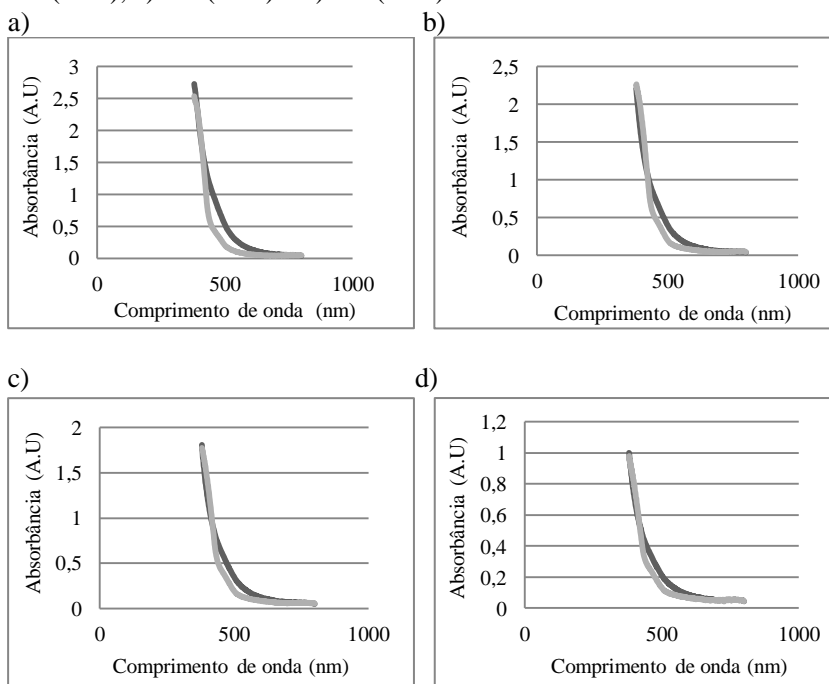 a)
b)
3
2,5
2
1,5
1
0,5
0
0 500 1000
Absorbância (A.U)
Comprimento de onda (nm)
2,5
2
1,5
1
0,5
0
0 500 1000
Absorbância (A.U)
Comprimento de onda (nm)
c)
d)
2
1,5
1
0,5
0
0 500 1000
Absorbância (A.U)
Comprimento de onda (nm)
1,2
1
0,8
0,6
0,4
0,2
0
0 500 1000
Absorbância (A.U)
Comprimento de onda (nm)